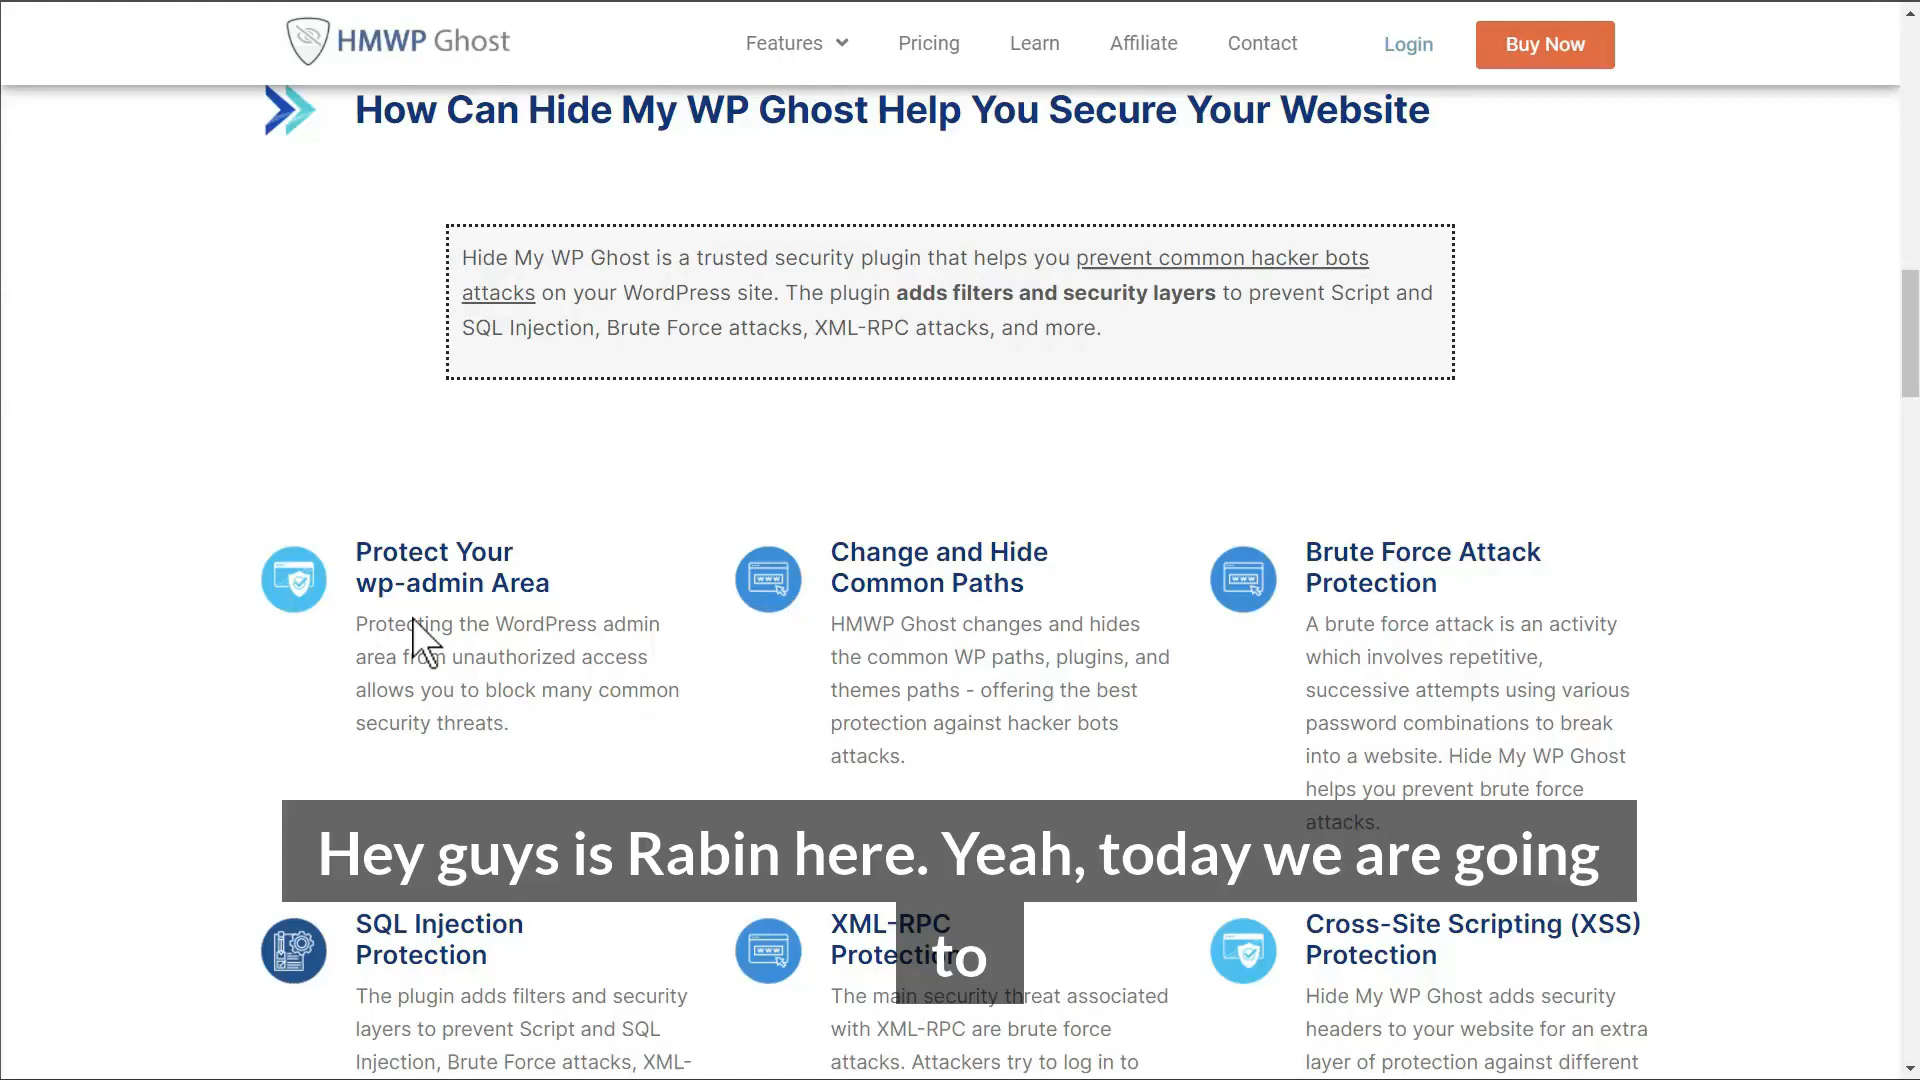 HMWP Ghost
Features
Pricing
Learn
Affiliate
Contact
Login
Buy Now
How Can Hide My WP Ghost Help You Secure Your Website
Hide My WP Ghost is a trusted security plugin that helps you prevent common hacker bots
attacks on your WordPress site. The plugin adds filters and security layers to prevent Script and
SQL Injection, Brute Force attacks, XML-RPC attacks, and more.
Protect Your
wp-admin Area
Protecting the WordPress admin
area from unauthorized access
allows you to block many common
security threats.
Change and Hide
Common Paths
HMWP Ghost changes and hides
the common WP paths, plugins, and
themes paths - offering the best
protection against hacker bots
attacks.
Brute Force Attack
Protection
A brute force attack is an activity
which involves repetitive,
successive attempts using various
password combinations to break
into a website. Hide My WP Ghost
helps you prevent brute force
attacks.
Hey guys is Rabin here. Yeah, today we are going
to
SQL Injection
Protection
The plugin adds filters and security
layers to prevent Script and SQL
Injection, Brute Force attacks, XML-
XML-RPC
Protection
The main security threat associated
with XML-RPC are brute force
attacks. Attackers try to log in to
Cross-Site Scripting (XSS)
Protection
Hide My WP Ghost adds security
headers to your website for an extra
layer of protection against different